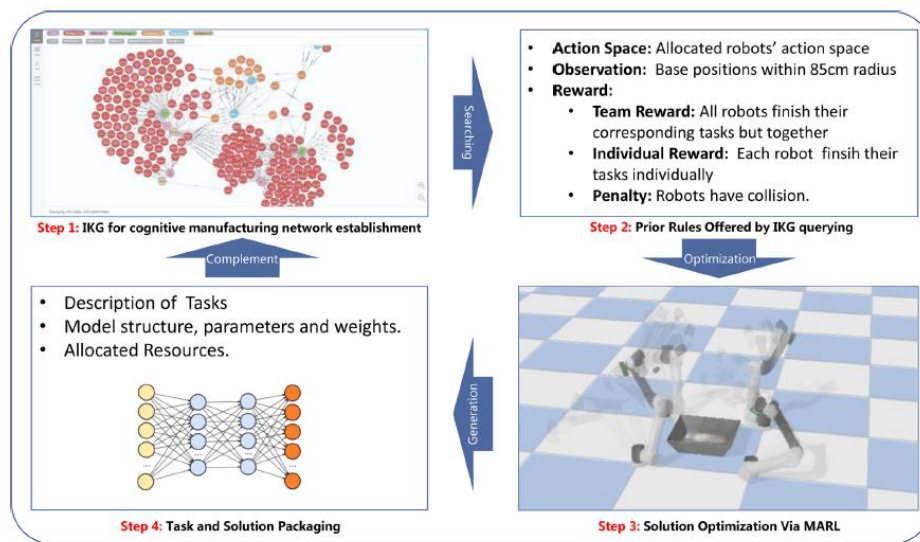 Step 1: IKG for cognitive manufacturing network establishment
Searching
• Action Space: Allocated robots' action space
• Observation: Base positions within 85cm radius
• Reward:
• Team Reward: All robots finish their
corresponding tasks but together
• Individual Reward: Each robot finsih their
tasks individually
• Penalty: Robots have collision.
Step 2: Prior Rules Offered by IKG querying
Complement
Optimization
• Description of Tasks
• Model structure, parameters and weights.
• Allocated Resources.
...
...
...
...
Generation
Step 4: Task and Solution Packaging
Step 3: Solution Optimization Via MARL